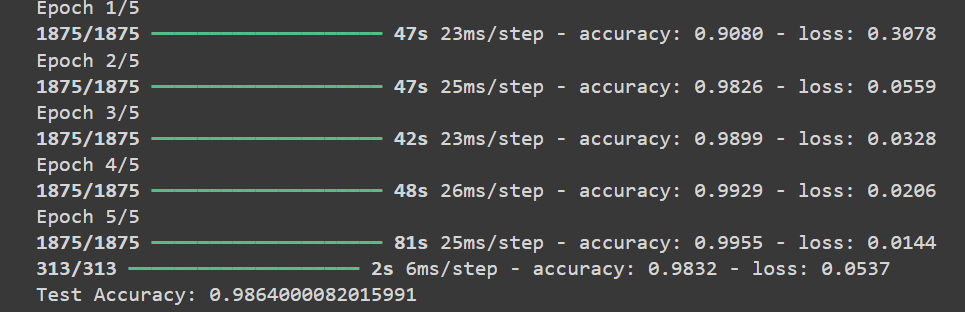 Epoch 1/5
1875/1875 ━━━━━━━━━━━━━━━━━━━━ 47s 23ms/step - accuracy: 0.9080 - loss: 0.3078
Epoch 2/5
1875/1875 ━━━━━━━━━━━━━━━━━━━━ 47s 25ms/step - accuracy: 0.9826 - loss: 0.0559
Epoch 3/5
1875/1875 ━━━━━━━━━━━━━━━━━━━━ 42s 23ms/step - accuracy: 0.9899 - loss: 0.0328
Epoch 4/5
1875/1875 ━━━━━━━━━━━━━━━━━━━━ 48s 26ms/step - accuracy: 0.9929 - loss: 0.0206
Epoch 5/5
1875/1875 ━━━━━━━━━━━━━━━━━━━━ 81s 25ms/step - accuracy: 0.9955 - loss: 0.0144
313/313 ━━━━━━━━━━━━━━━━━━━━ 2s 6ms/step - accuracy: 0.9832 - loss: 0.0537
Test Accuracy: 0.9864000082015991